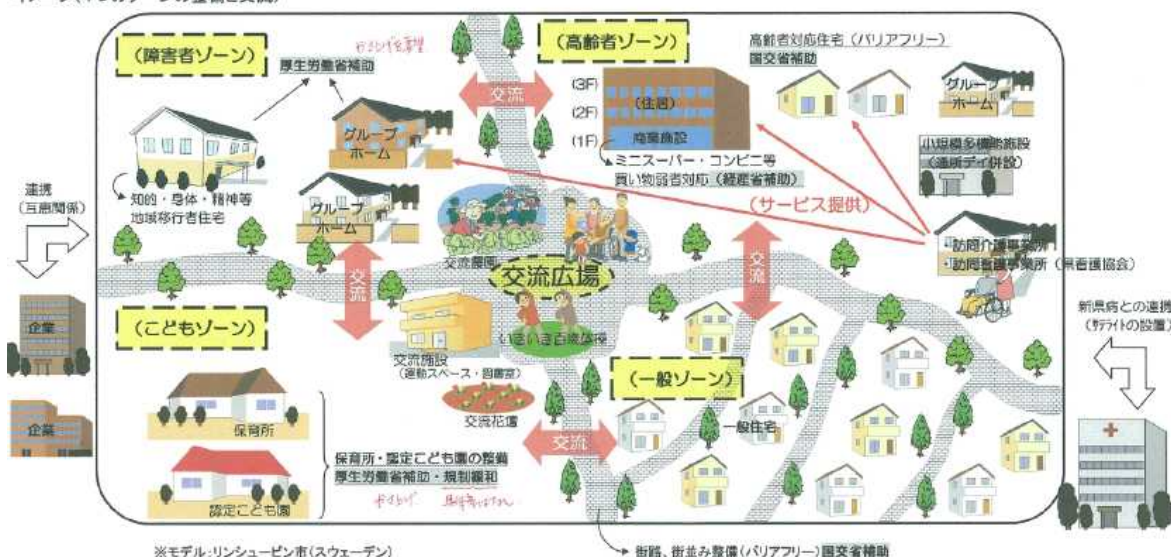 (障害者ゾーン)
厚生労働省補助
グループ
ホーム
グループ
ホーム
知的・身体・精神等
地域移行者住宅
連携
(互恵関係)
企業
企業
(高齢者ゾーン)
(3F)
(2F)
(1F)
(住居)
商業施設
ミニスーパー・コンビニ等
買い物弱者対応(経産省補助)
高齢者対応住宅(バリアフリー)
国交省補助
グループ
ホーム
小規模多機能施設
(通所デイ併設)
(サービス提供)
・訪問介護事業所
・訪問看護事業所(県看護協会)
新県病との連携
(サテライトの設置)
交流
交流
交流
交流
交流農園
交流広場
いきいき百歳体操
交流施設
(運動スペース・図書室)
交流花壇
(こどもゾーン)
保育所
認定こども園
保育所・認定こども園の整備
厚生労働省補助・規制緩和
(一般ゾーン)
一般住宅
※モデル:リンシューピン市(スウェーデン)
街路、街並み整備(バリアフリー)国交省補助